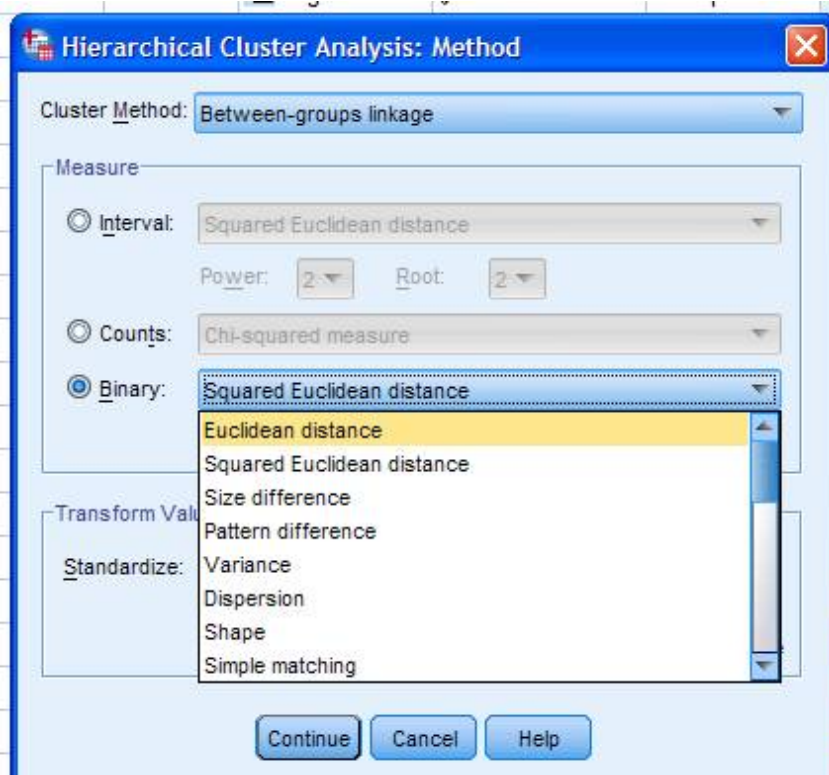 Hierarchical Cluster Analysis: Method
Cluster Method: Between-groups linkage
Measure
Interval: Squared Euclidean distance
Power: 2 Root: 2
Counts: Chi-squared measure
Binary: Squared Euclidean distance
Euclidean distance
Squared Euclidean distance
Size difference
Pattern difference
Transform Val
Variance
Standardize:
Dispersion
Shape
Simple matching
Continue Cancel Help